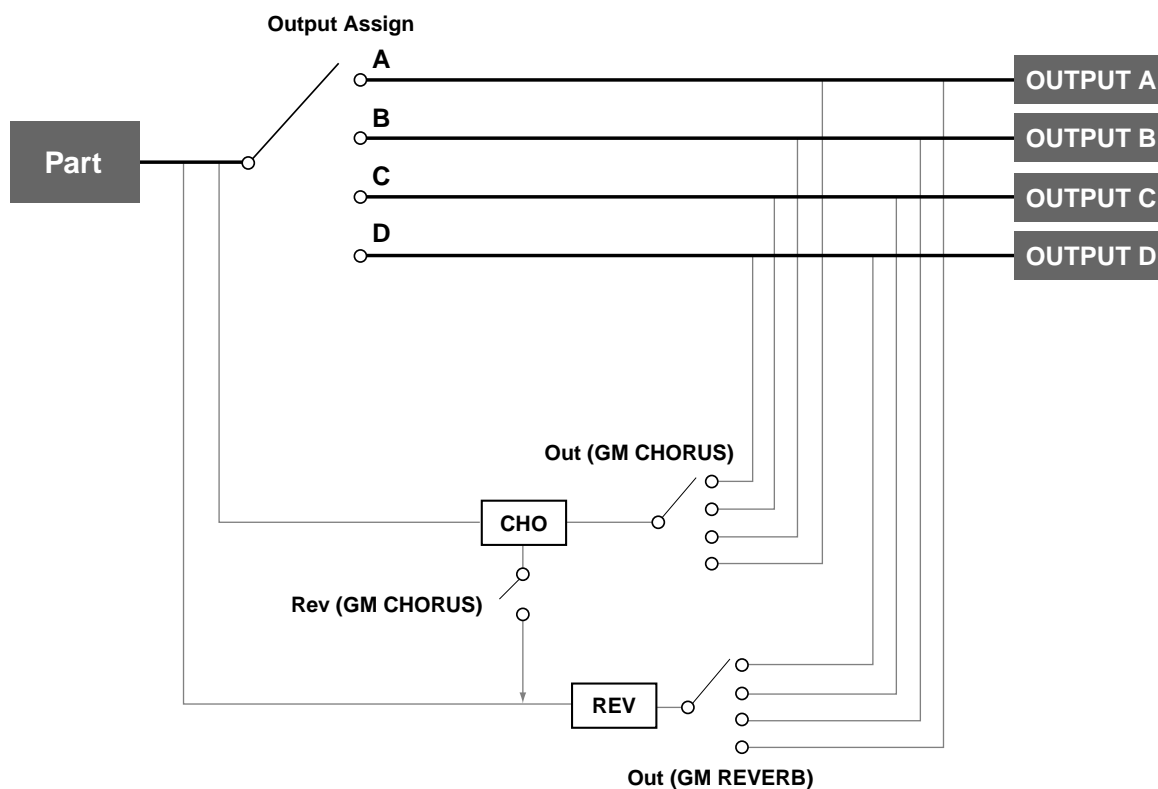 Output Assign
A
OUTPUT A
B
OUTPUT B
Part
C
OUTPUT C
D
OUTPUT D
Out (GM CHORUS)
CHO
Rev (GM CHORUS)
REV
Out (GM REVERB)